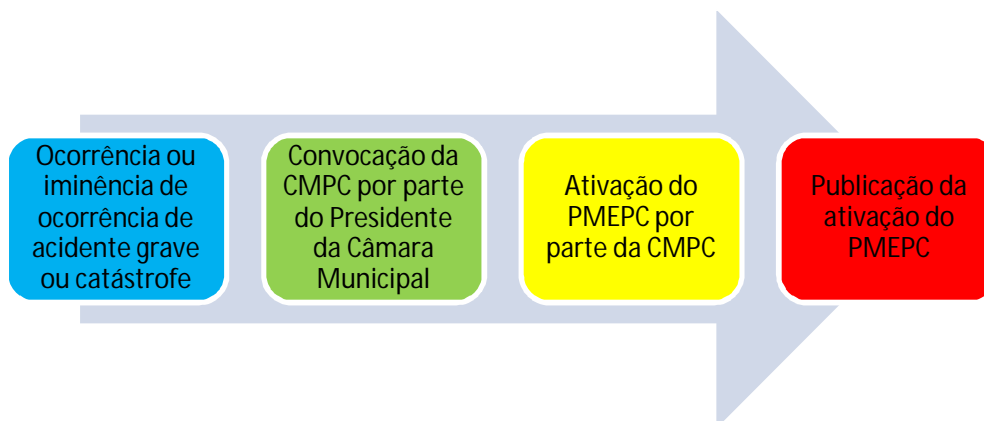 Ocorrência ou
iminência de
ocorrência de
acidente grave
ou catástrofe
Convocação da
CMPC por parte
do Presidente
da Câmara
Municipal
Ativação do
PMEPC por
parte da CMPC
Publicação da
ativação do
PMEPC